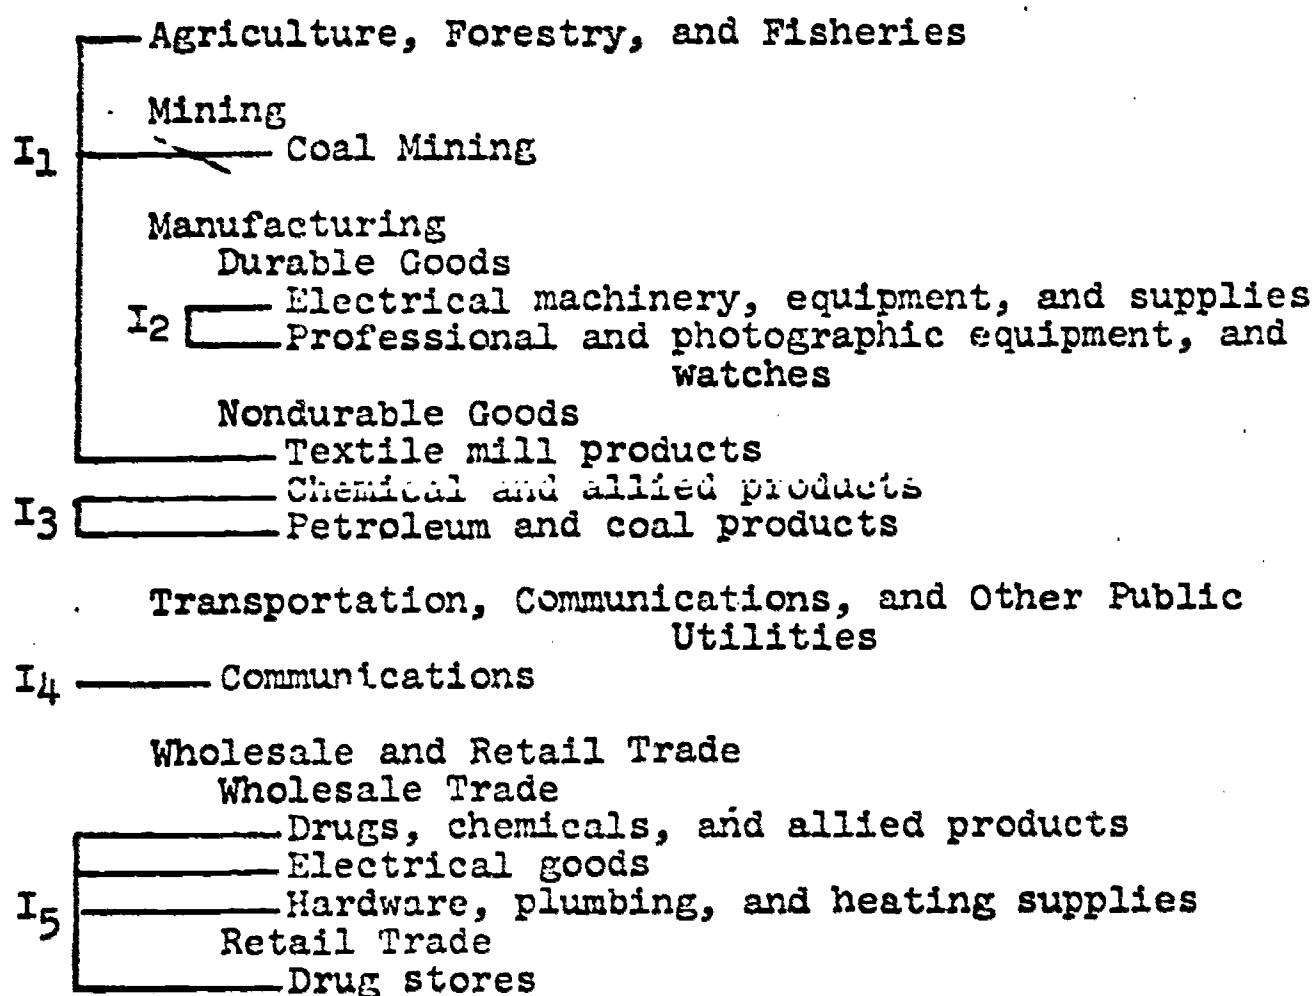 Agriculture, Forestry, and Fisheries
Mining
I1 Coal Mining
Manufacturing
Durable Goods
Electrical machinery, equipment, and supplies
I2 Professional and photographic equipment, and
watches
Nondurable Goods
Textile mill products
Chemical and allied products
I3 Petroleum and coal products
Transportation, Communications, and Other Public
Utilities
I4 Communications
Wholesale and Retail Trade
Wholesale Trade
Drugs, chemicals, and allied products
Electrical goods
I5 Hardware, plumbing, and heating supplies
Retail Trade
Drug stores